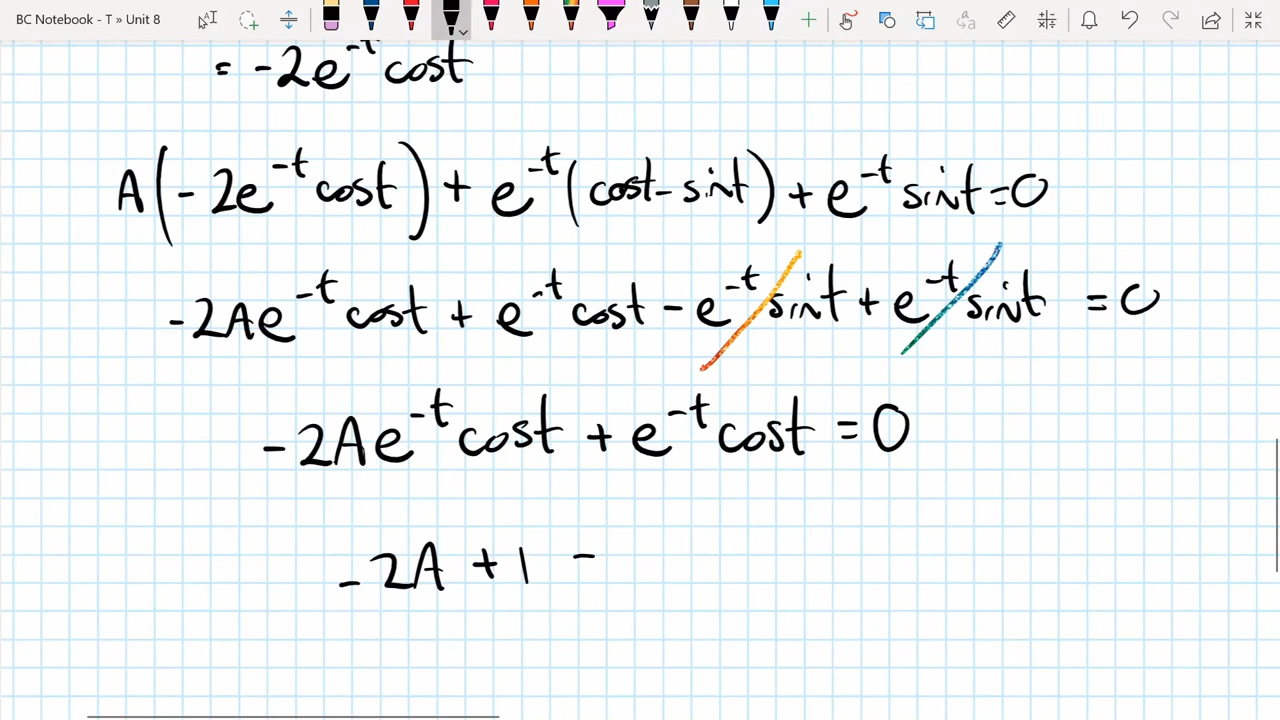 BC Notebook - T » Unit 8
= -2e^-t cost
A(-2e^-t cost) + e^-t(cost - sint) + e^-t sint = 0
-2Ae^-t cost + e^-t cost - e^-t sint + e^-t sint = 0
-2Ae^-t cost + e^-t cost = 0
-2A + 1 -